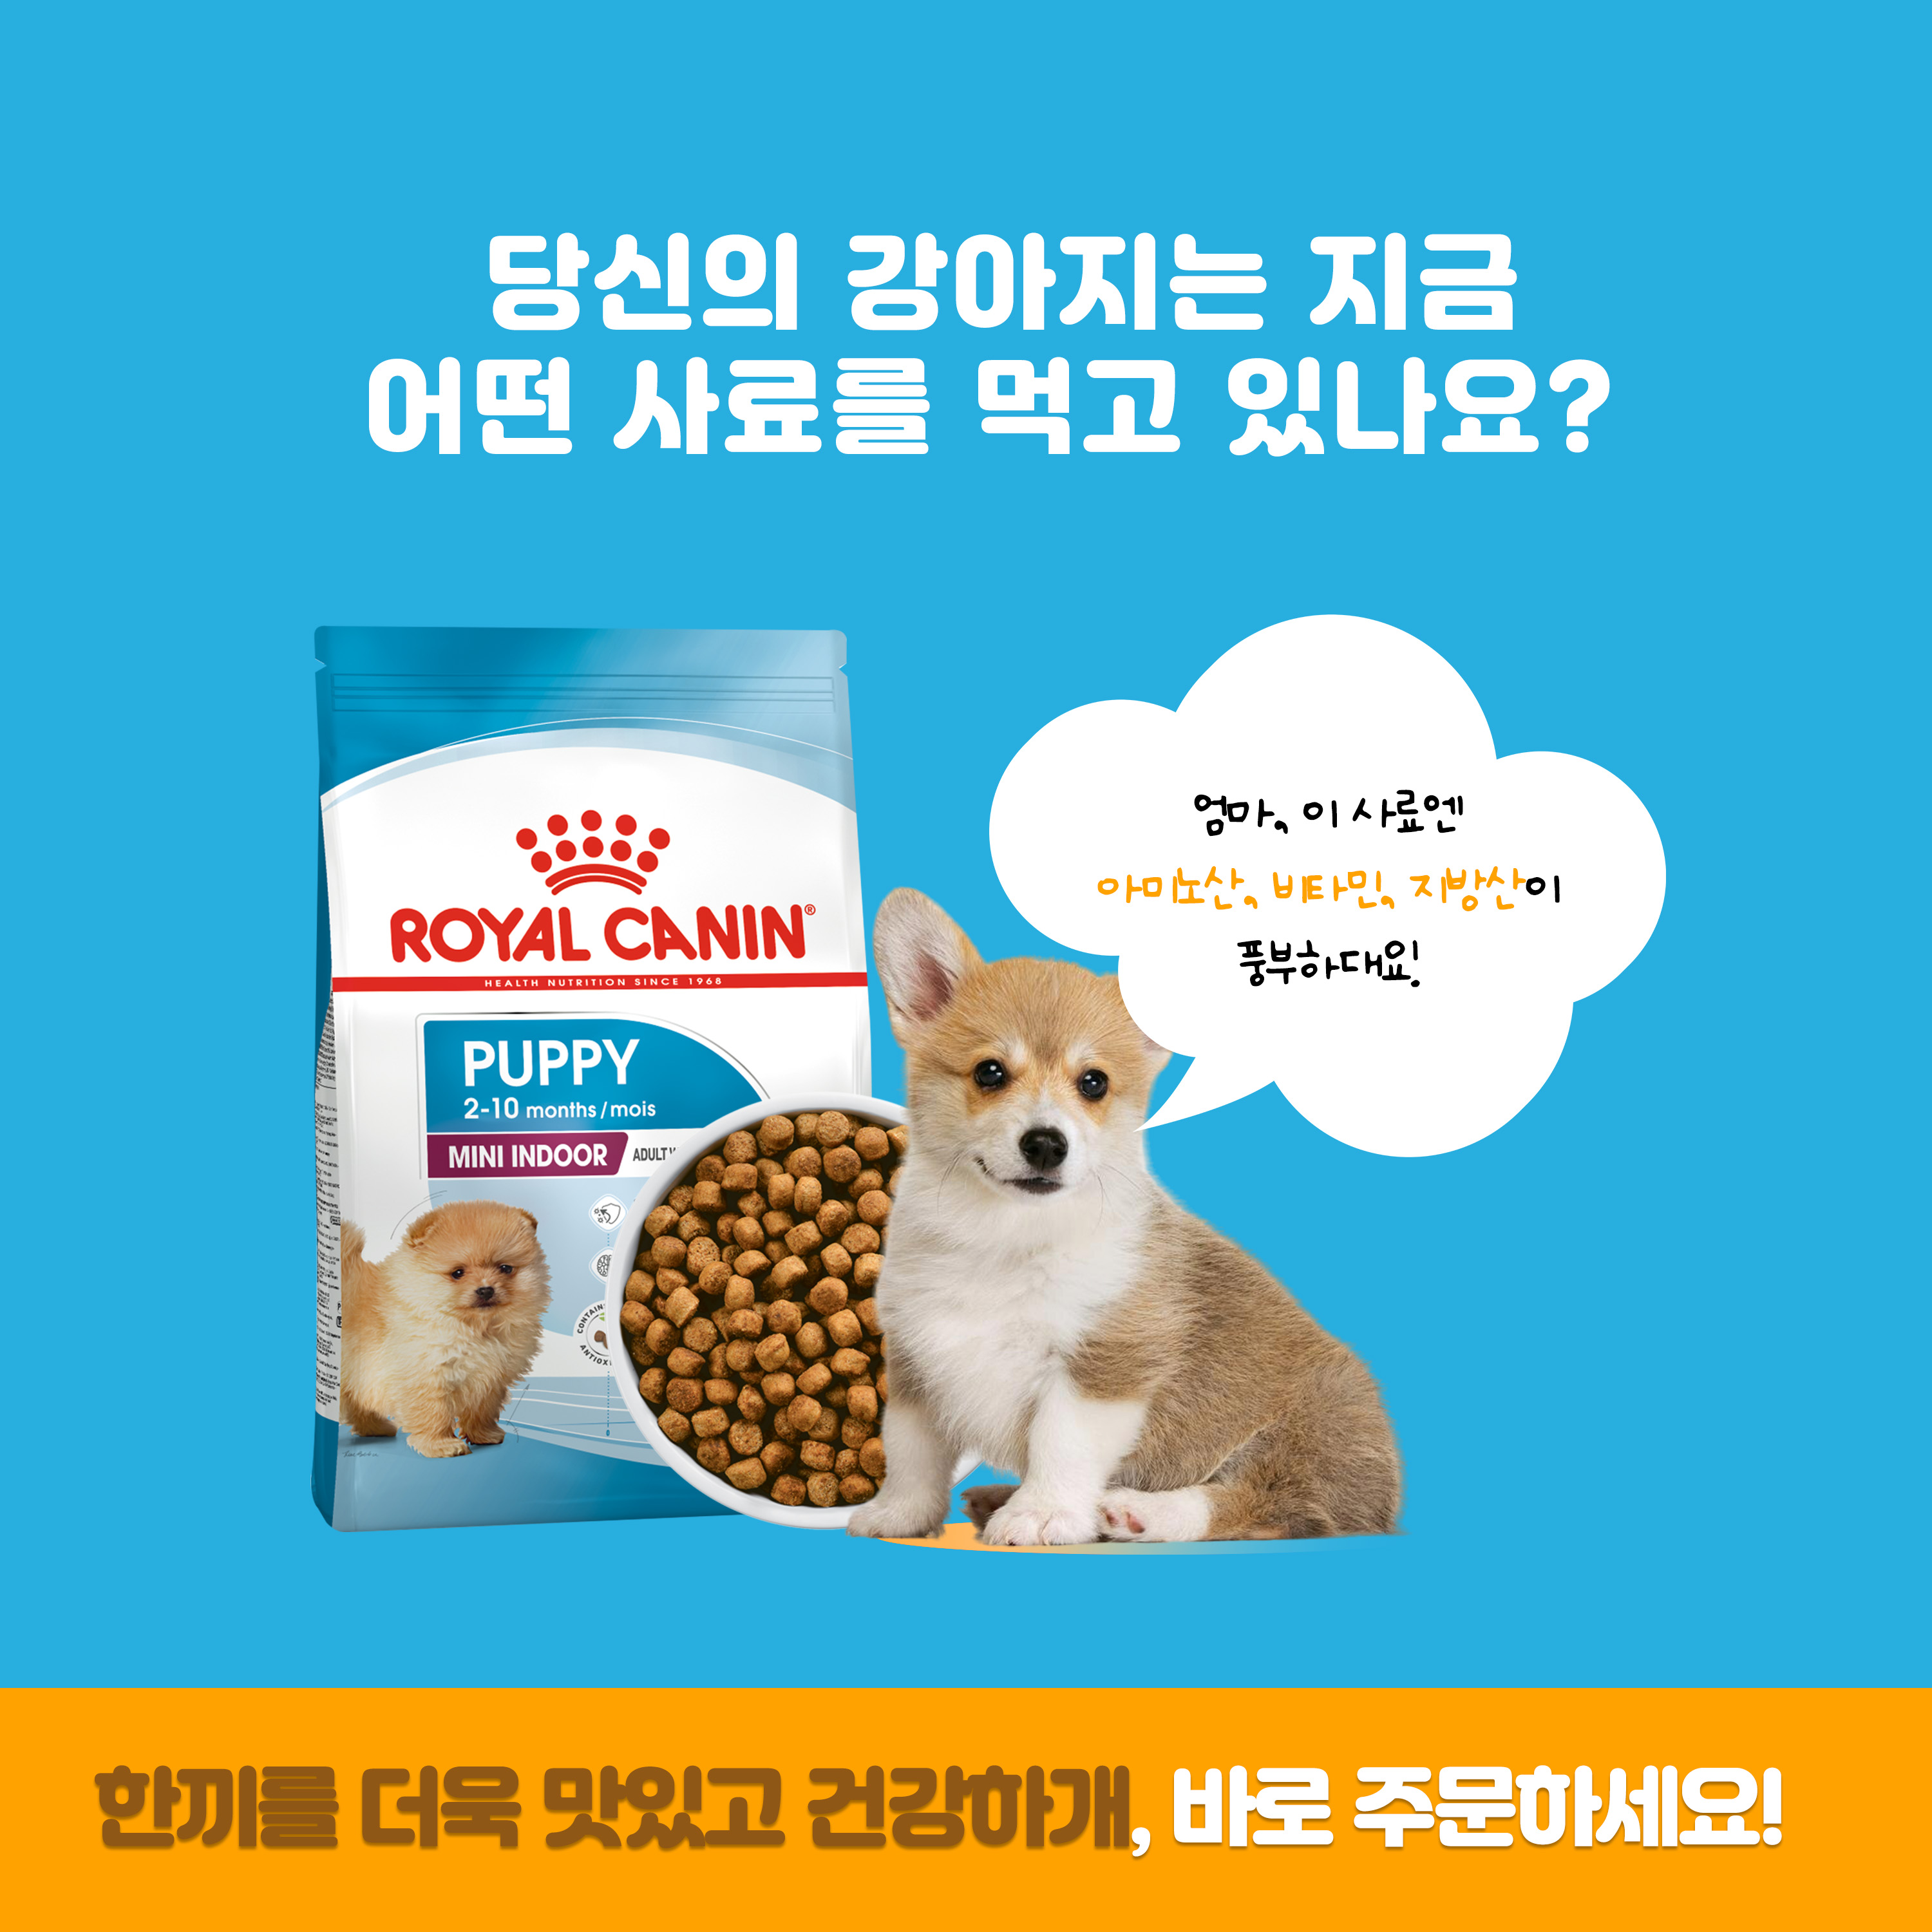 당신의 강아지는 지금
어떤 사료를 먹고 있나요?
엄마, 이 사료엔
아미노산, 비타민, 지방산이
풍부하대요!
ROYAL CANIN®
HEALTH NUTRITION SINCE 1968
PUPPY
2-10 months/mois
MINI INDOOR
ADULT
한끼를 더욱 맛있고 건강하개, 바로 주문하세요!